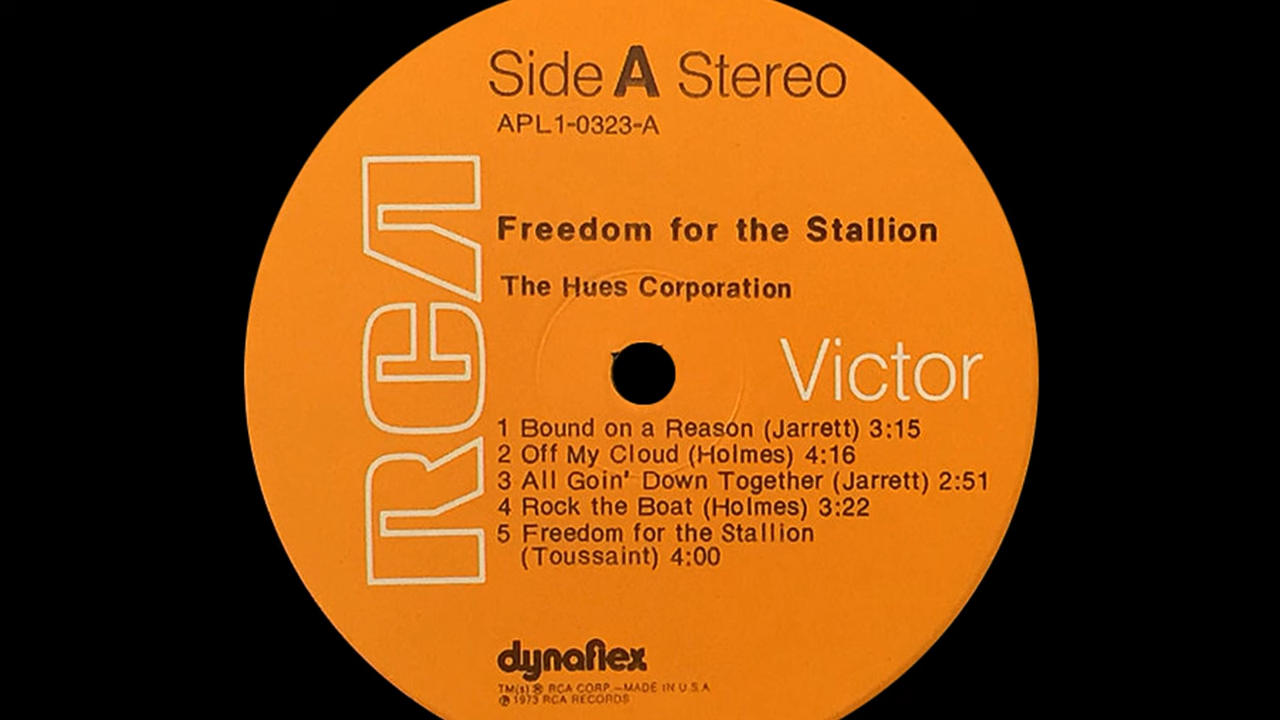 Side A Stereo
APL1-0323-A
RCA
Freedom for the Stallion
The Hues Corporation
Victor
1 Bound on a Reason (Jarrett) 3:15
2 Off My Cloud (Holmes) 4:16
3 All Goin' Down Together (Jarrett) 2:51
4 Rock the Boat (Holmes) 3:22
5 Freedom for the Stallion
(Toussaint) 4:00
dynaflex
TM(s) ® RCA CORP.—MADE IN U.S.A
℗ 1973 RCA RECORDS